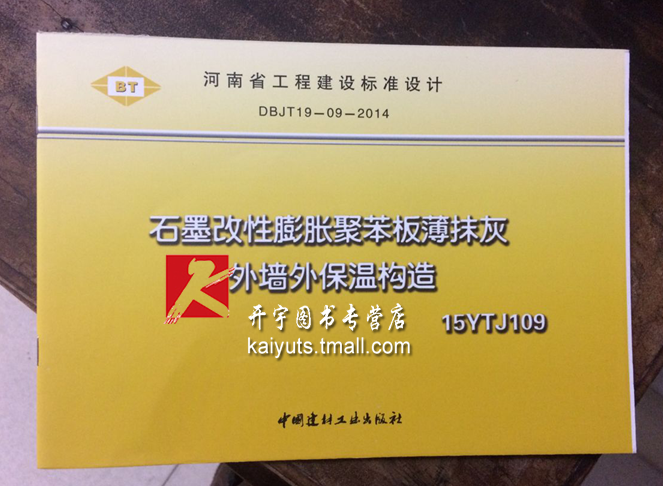 BT
河南省工程建设标准设计
DBJT19-09-2014
石墨改性膨胀聚苯板薄抹灰
外墙外保温构造
开宇图书专营店
15YTJ109
kaiyuts.tmall.com
中国建材工业出版社